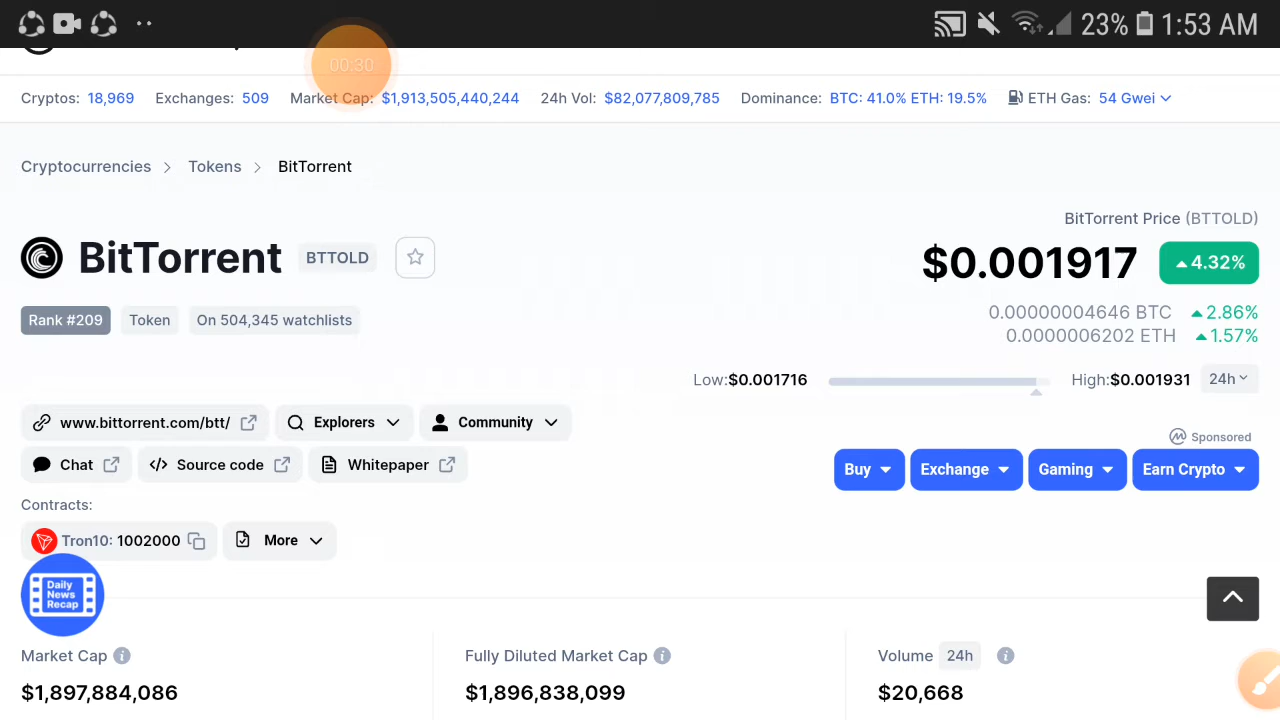 23% 1:53 AM
00:30
Cryptos: 18,969 Exchanges: 509 Market Cap: $1,913,505,440,244 24h Vol: $82,077,809,785 Dominance: BTC: 41.0% ETH: 19.5% ETH Gas: 54 Gwei
Cryptocurrencies Tokens BitTorrent
BitTorrent Price (BTTOLD)
BitTorrent BTTOLD
$0.001917 4.32%
Rank #209 Token On 504,345 watchlists
0.00000004646 BTC 2.86%
0.0000006202 ETH 1.57%
Low:$0.001716 High:$0.001931 24h
www.bittorrent.com/btt/ Explorers Community
Sponsored
Chat Source code Whitepaper
Buy Exchange Gaming Earn Crypto
Contracts:
Tron10: 1002000 More
Daily
News
Recap
Market Cap Fully Diluted Market Cap Volume 24h
$1,897,884,086 $1,896,838,099 $20,668